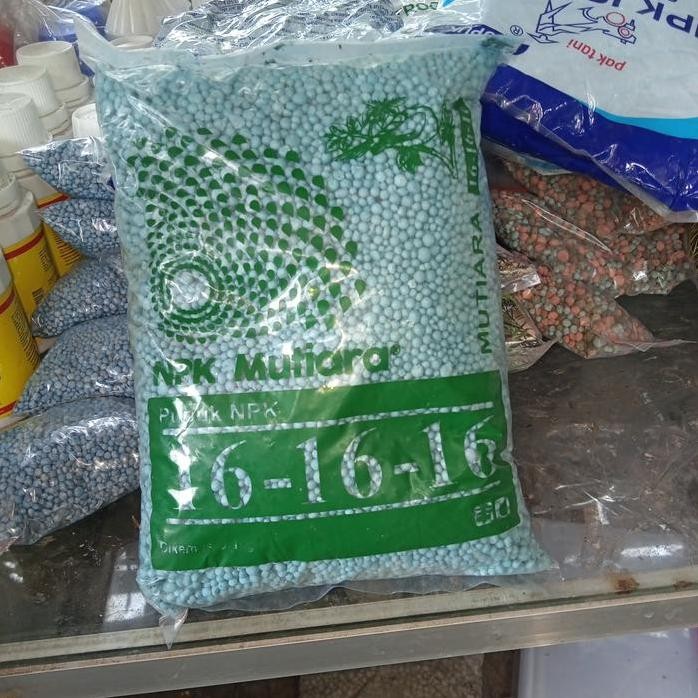 pak tani
MUTIARA
NPK Mutiara®
Pupuk NPK
16-16-16